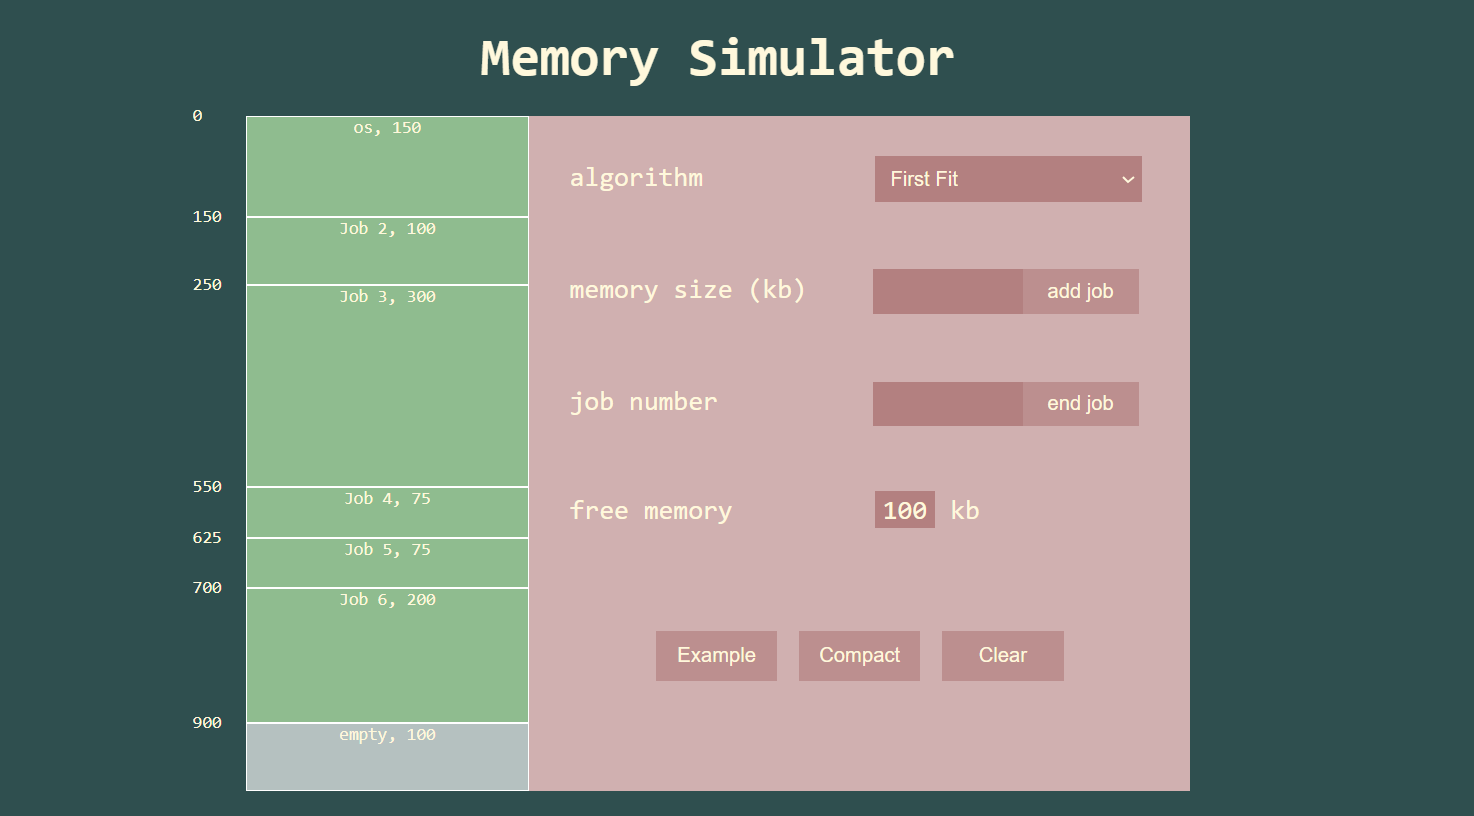 Memory Simulator
0
os, 150
150
Job 2, 100
250
Job 3, 300
550
Job 4, 75
625
Job 5, 75
700
Job 6, 200
900
empty, 100
algorithm
First Fit
memory size (kb)
add job
job number
end job
free memory
100 kb
Example
Compact
Clear